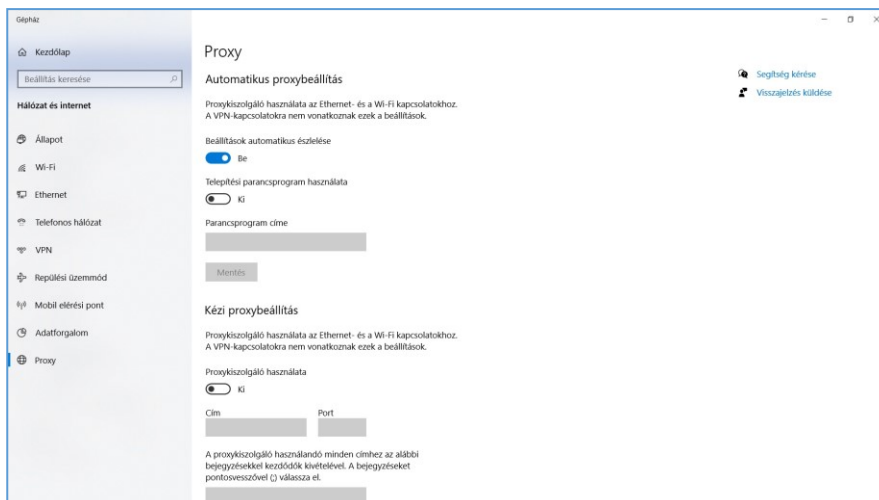 Gépház
Kezdőlap
Beállítás keresése
Hálózat és internet
Állapot
Wi-Fi
Ethernet
Telefonos hálózat
VPN
Repülési üzemmód
Mobil elérési pont
Adatforgalom
Proxy
Proxy
Automatikus proxybeállítás
Proxykiszolgáló használata az Ethernet- és a Wi-Fi kapcsolatokhoz.
A VPN-kapcsolatokra nem vonatkoznak ezek a beállítások.
Beállítások automatikus észlelése
Be
Telepítési parancsprogram használata
Ki
Parancsprogram címe
Mentés
Kézi proxybeállítás
Proxykiszolgáló használata az Ethernet- és a Wi-Fi kapcsolatokhoz.
A VPN-kapcsolatokra nem vonatkoznak ezek a beállítások.
Proxykiszolgáló használata
Ki
Cím Port
A proxykiszolgáló használandó minden címhez az alábbi
bejegyzésekkel kezdődők kivételével. A bejegyzéseket
pontosvesszővel (;) válassza el.
Segítség kérése
Visszajelzés küldése